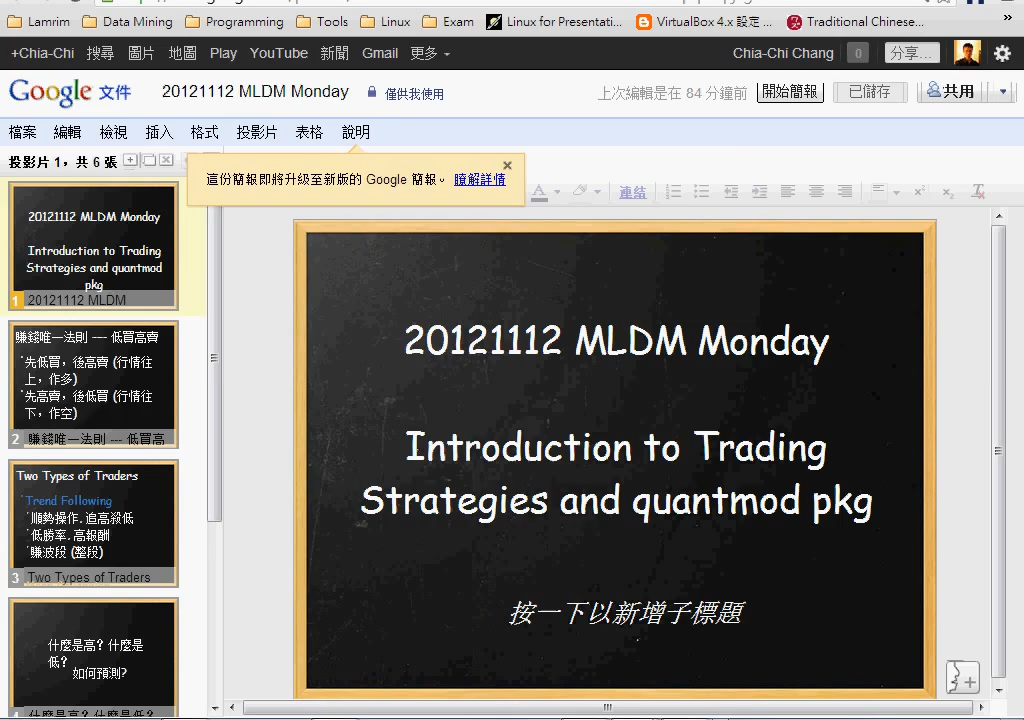 Lamrim Data Mining Programming Tools Linux Exam Linux for Presentati... VirtualBox 4.x 設定 ... Traditional Chinese... »
+Chia-Chi 搜尋 圖片 地圖 Play YouTube 新聞 Gmail 更多 Chia-Chi Chang 0 分享...
Google 文件 20121112 MLDM Monday 僅供我使用 上次編輯是在 84 分鐘前 開始簡報 已儲存 共用
檔案 編輯 檢視 插入 格式 投影片 表格 說明
投影片 1，共 6 張
這份簡報即將升級至新版的 Google 簡報。 瞭解詳情
連結
20121112 MLDM Monday
Introduction to Trading
Strategies and quantmod
pkg
1 20121112 MLDM
賺錢唯一法則 --- 低買高賣
先低買，後高賣 (行情往
上，作多)
先高賣，後低買 (行情往
下，作空)
2 賺錢唯一法則 --- 低買高
Two Types of Traders
Trend Following
順勢操作. 追高殺低
低勝率. 高報酬
賺波段 (整段)
3 Two Types of Traders
什麼是高? 什麼是
低?
如何預測?
4 什麼是高? 什麼是低?
20121112 MLDM Monday
Introduction to Trading
Strategies and quantmod pkg
按一下以新增子標題